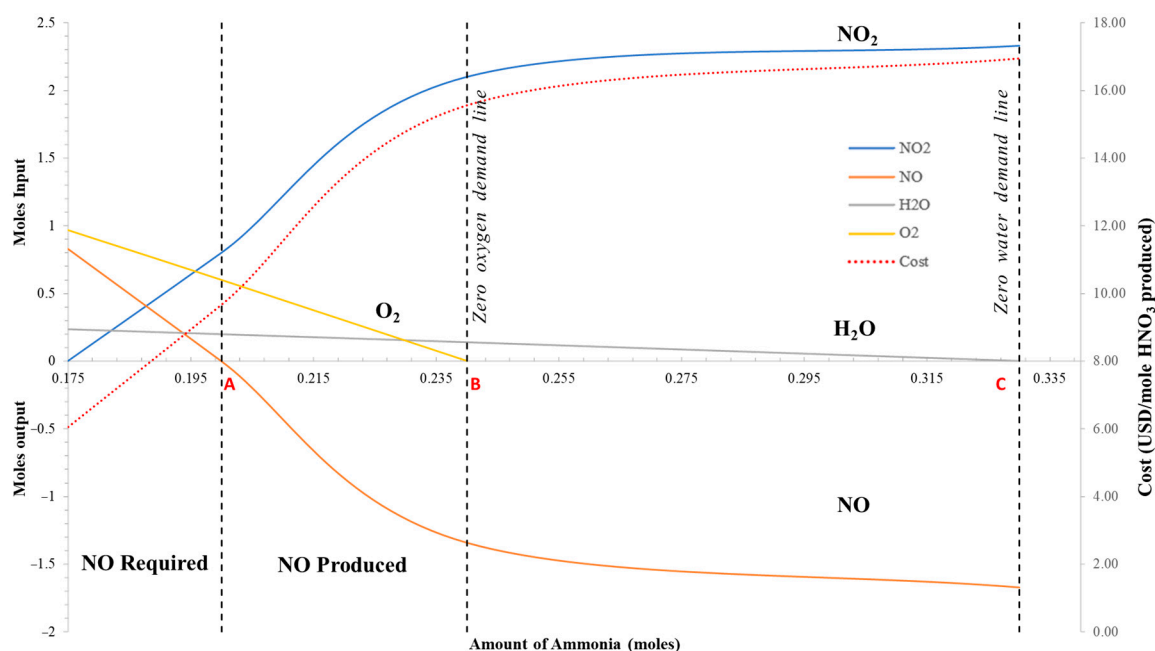 2.5
2
1.5
1
0.5
0
−0.5
−1
−1.5
−2
Moles Input
Moles output
18.00
16.00
14.00
12.00
10.00
8.00
6.00
4.00
2.00
0.00
Cost (USD/mole HNO₃ produced)
NO₂
Zero oxygen demand line
Zero water demand line
NO2
NO
H2O
O2
Cost
O₂
H₂O
0.175
0.195
0.215
0.235
0.255
0.275
0.295
0.315
0.335
A
B
C
NO
NO Required
NO Produced
Amount of Ammonia (moles)